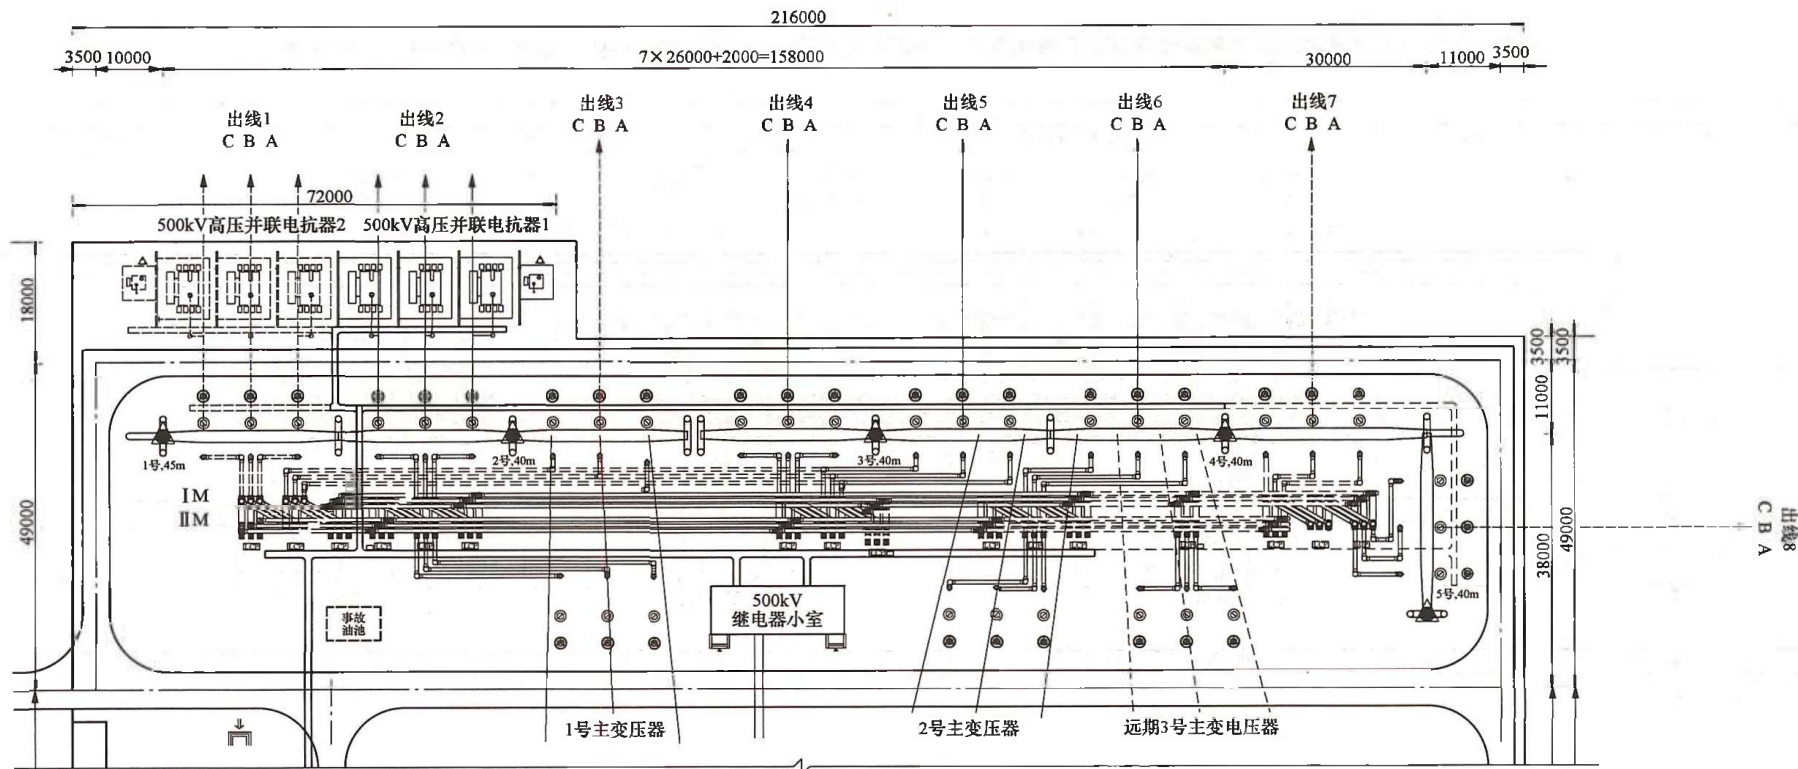 216000
3500 10000 7×26000+2000=158000 30000 11000 3500
出线1
C B A
出线2
C B A
出线3
C B A
出线4
C B A
出线5
C B A
出线6
C B A
出线7
C B A
72000
500kV高压并联电抗器2
500kV高压并联电抗器1
18000
49000
3500
3500
11000
38000
49000
1号,45m
2号,40m
3号,40m
4号,40m
5号,40m
ⅠM
ⅡM
出线8
C B A
事故
油池
500kV
继电器小室
1号主变压器
2号主变压器
远期3号主变电压器